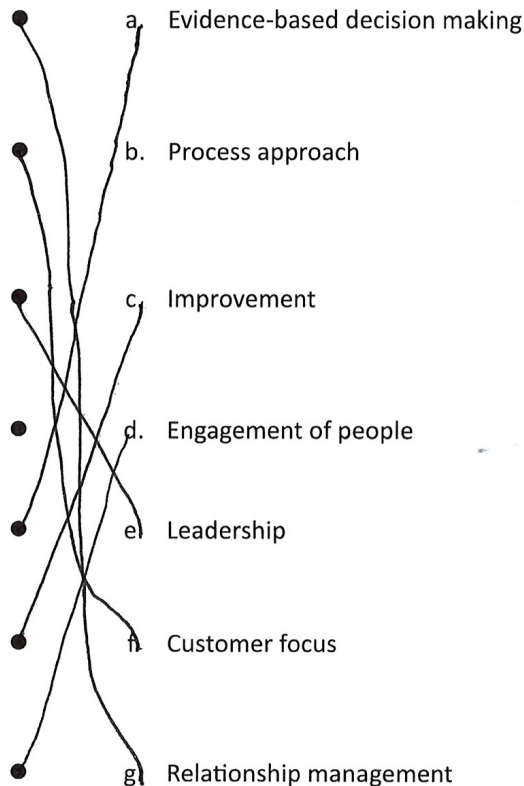 a. Evidence-based decision making
b. Process approach
c. Improvement
d. Engagement of people
e. Leadership
f. Customer focus
g. Relationship management